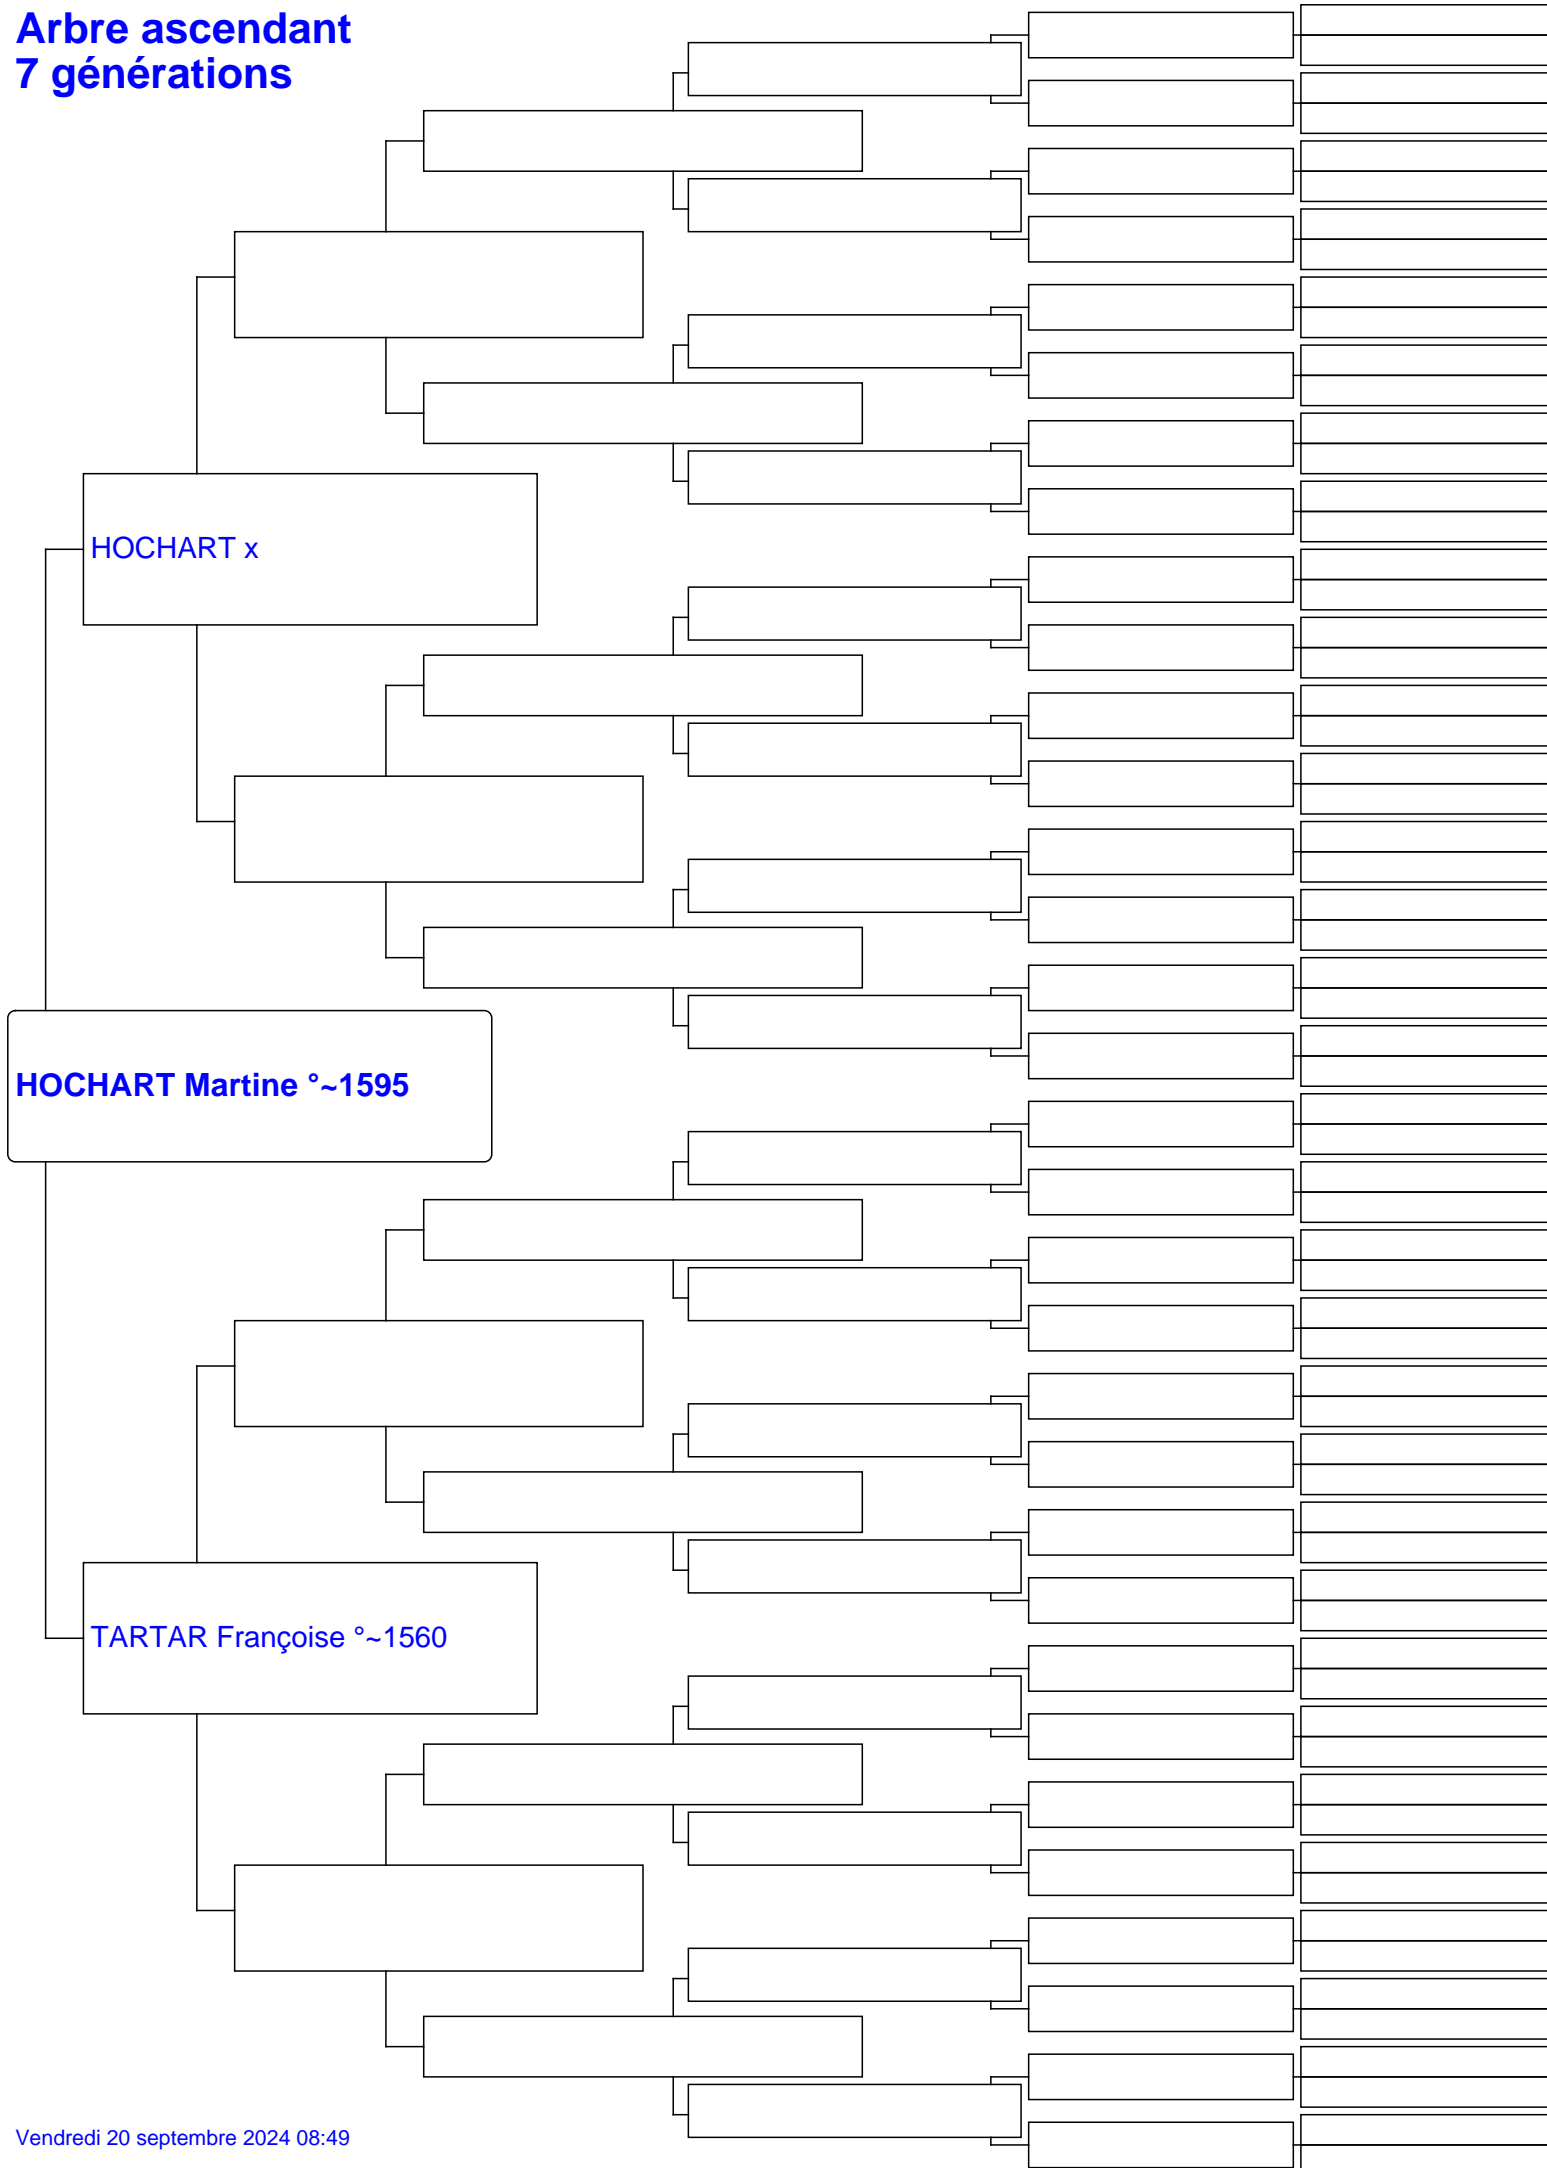 Arbre ascendant
7 générations
HOCHART x
HOCHART Martine °~1595
TARTAR Françoise °~1560
Vendredi 20 septembre 2024 08:49